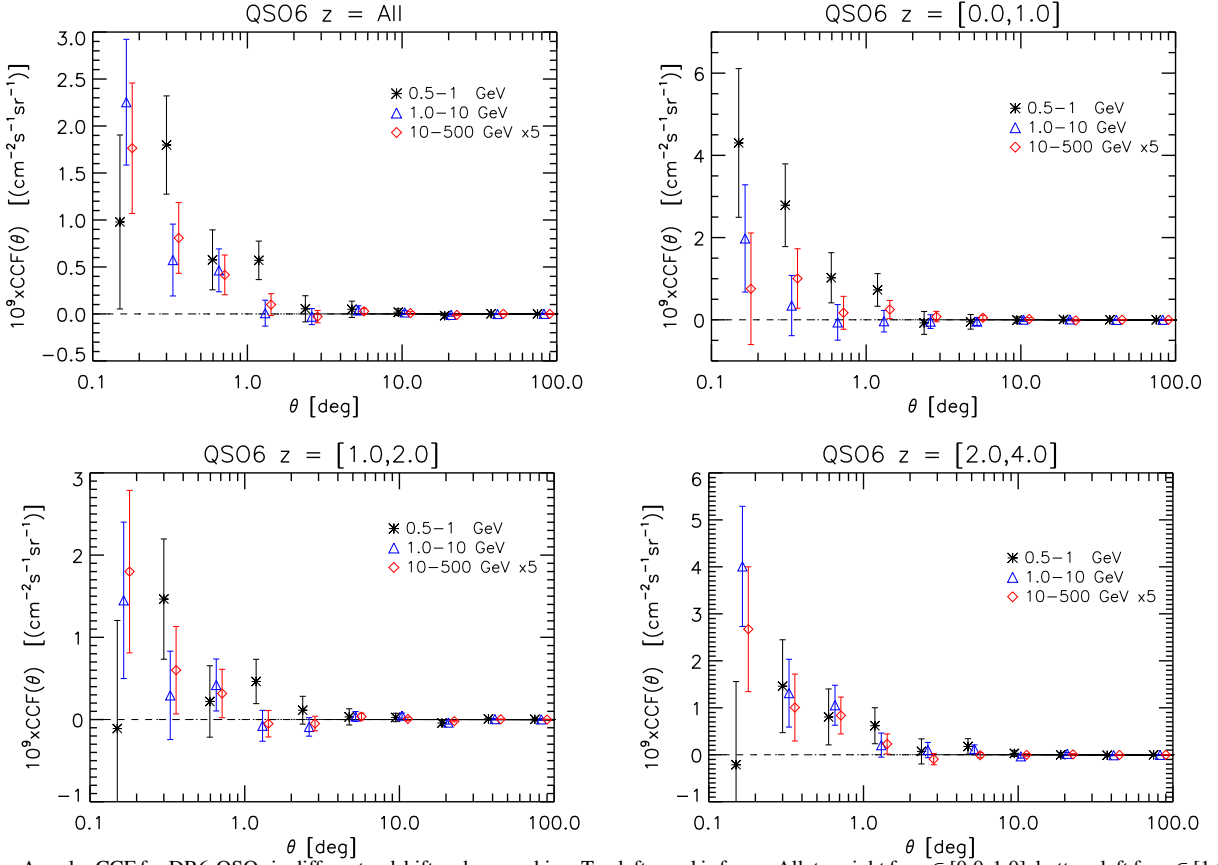 QSO6 z = All
10⁹xCCF(θ) [(cm⁻²s⁻¹sr⁻¹)]
3.0
2.5
2.0
1.5
1.0
0.5
0.0
−0.5
0.5−1 GeV
1.0−10 GeV
10−500 GeV x5
0.1 1.0 10.0 100.0
θ [deg]
QSO6 z = [0.0,1.0]
10⁹xCCF(θ) [(cm⁻²s⁻¹sr⁻¹)]
6
4
2
0
0.5−1 GeV
1.0−10 GeV
10−500 GeV x5
0.1 1.0 10.0 100.0
θ [deg]
QSO6 z = [1.0,2.0]
10⁹xCCF(θ) [(cm⁻²s⁻¹sr⁻¹)]
3
2
1
0
−1
0.5−1 GeV
1.0−10 GeV
10−500 GeV x5
0.1 1.0 10.0 100.0
θ [deg]
QSO6 z = [2.0,4.0]
10⁹xCCF(θ) [(cm⁻²s⁻¹sr⁻¹)]
6
5
4
3
2
1
0
−1
0.5−1 GeV
1.0−10 GeV
10−500 GeV x5
0.1 1.0 10.0 100.0
θ [deg]